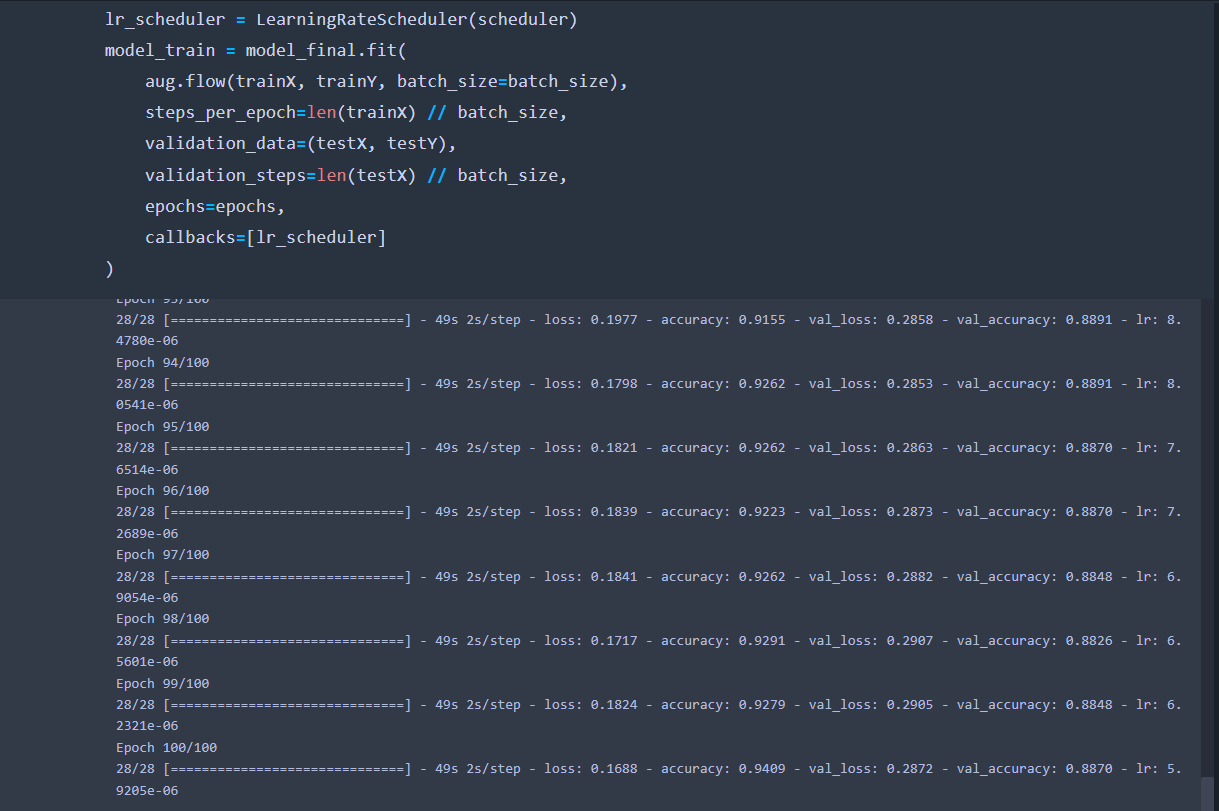 lr_scheduler = LearningRateScheduler(scheduler)
model_train = model_final.fit(
    aug.flow(trainX, trainY, batch_size=batch_size),
    steps_per_epoch=len(trainX) // batch_size,
    validation_data=(testX, testY),
    validation_steps=len(testX) // batch_size,
    epochs=epochs,
    callbacks=[lr_scheduler]
)
Epoch 93/100
28/28 [==============================] - 49s 2s/step - loss: 0.1977 - accuracy: 0.9155 - val_loss: 0.2858 - val_accuracy: 0.8891 - lr: 8.
4780e-06
Epoch 94/100
28/28 [==============================] - 49s 2s/step - loss: 0.1798 - accuracy: 0.9262 - val_loss: 0.2853 - val_accuracy: 0.8891 - lr: 8.
0541e-06
Epoch 95/100
28/28 [==============================] - 49s 2s/step - loss: 0.1821 - accuracy: 0.9262 - val_loss: 0.2863 - val_accuracy: 0.8870 - lr: 7.
6514e-06
Epoch 96/100
28/28 [==============================] - 49s 2s/step - loss: 0.1839 - accuracy: 0.9223 - val_loss: 0.2873 - val_accuracy: 0.8870 - lr: 7.
2689e-06
Epoch 97/100
28/28 [==============================] - 49s 2s/step - loss: 0.1841 - accuracy: 0.9262 - val_loss: 0.2882 - val_accuracy: 0.8848 - lr: 6.
9054e-06
Epoch 98/100
28/28 [==============================] - 49s 2s/step - loss: 0.1717 - accuracy: 0.9291 - val_loss: 0.2907 - val_accuracy: 0.8826 - lr: 6.
5601e-06
Epoch 99/100
28/28 [==============================] - 49s 2s/step - loss: 0.1824 - accuracy: 0.9279 - val_loss: 0.2905 - val_accuracy: 0.8848 - lr: 6.
2321e-06
Epoch 100/100
28/28 [==============================] - 49s 2s/step - loss: 0.1688 - accuracy: 0.9409 - val_loss: 0.2872 - val_accuracy: 0.8870 - lr: 5.
9205e-06